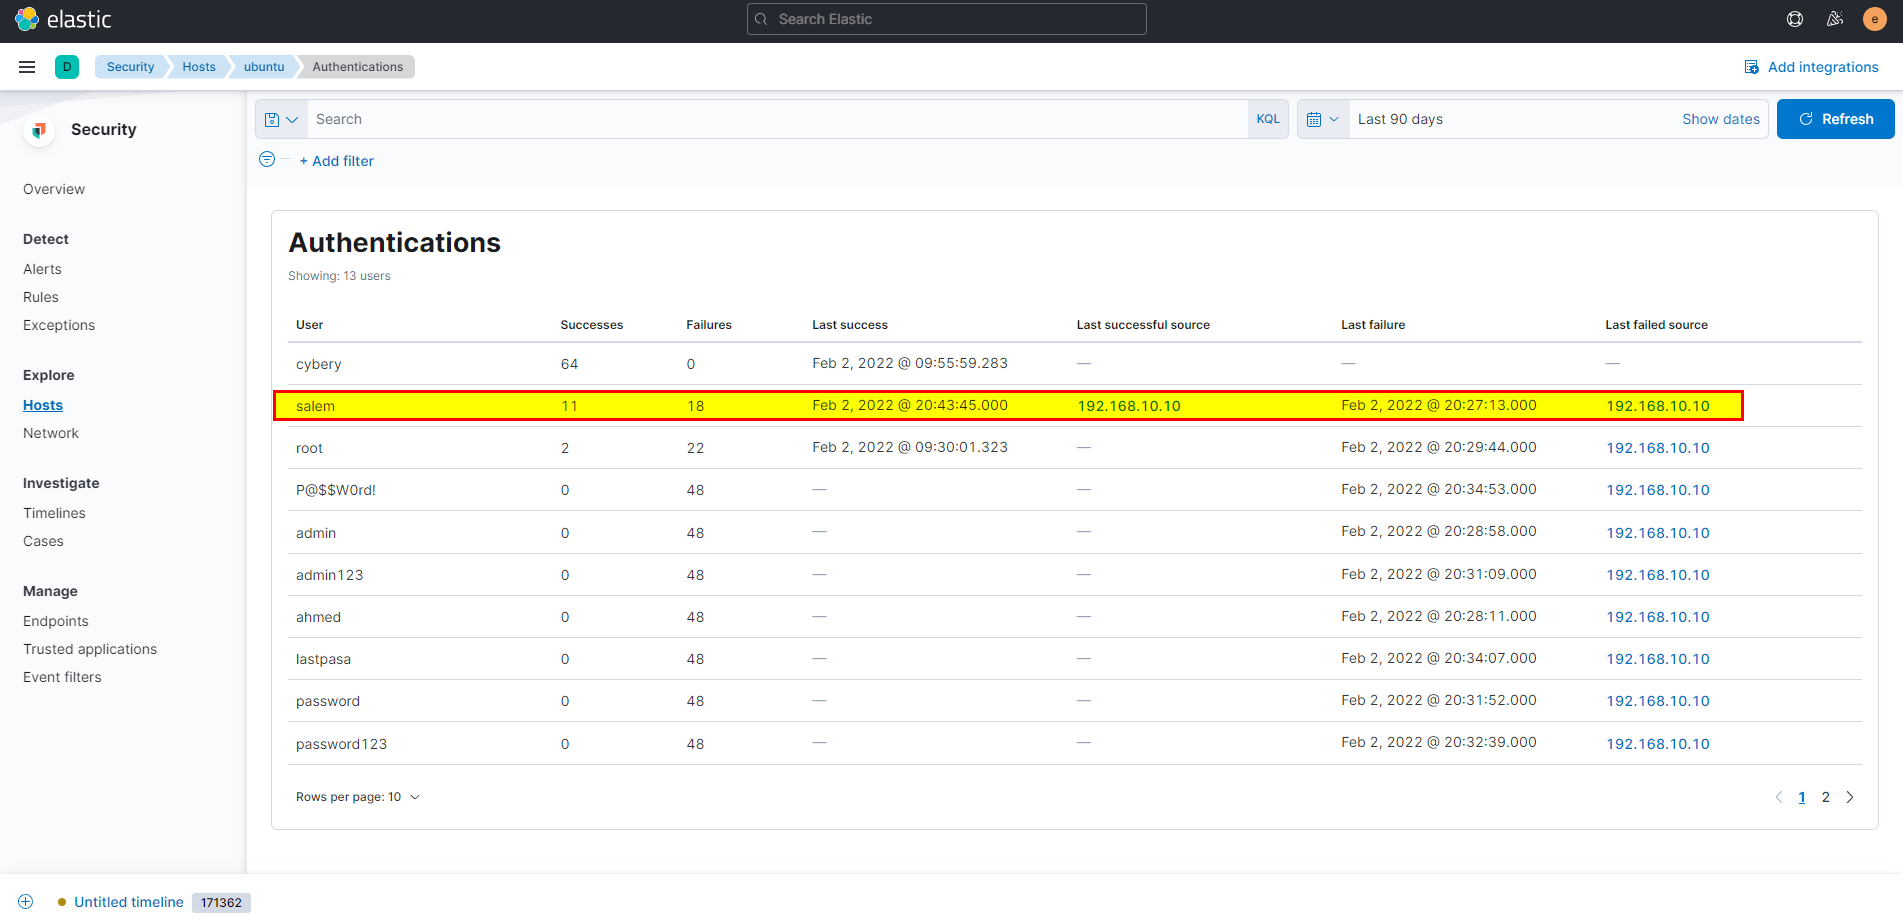 elastic
Search Elastic
e
D
Security
Hosts
ubuntu
Authentications
Add integrations
Security
Search
KQL
Last 90 days
Show dates
Refresh
+ Add filter
Overview
Detect
Alerts
Rules
Exceptions
Explore
Hosts
Network
Investigate
Timelines
Cases
Manage
Endpoints
Trusted applications
Event filters
Authentications
Showing: 13 users
User Successes Failures Last success Last successful source Last failure Last failed source
cybery 64 0 Feb 2, 2022 @ 09:55:59.283 — — —
salem 11 18 Feb 2, 2022 @ 20:43:45.000 192.168.10.10 Feb 2, 2022 @ 20:27:13.000 192.168.10.10
root 2 22 Feb 2, 2022 @ 09:30:01.323 — Feb 2, 2022 @ 20:29:44.000 192.168.10.10
P@$$W0rd! 0 48 — — Feb 2, 2022 @ 20:34:53.000 192.168.10.10
admin 0 48 — — Feb 2, 2022 @ 20:28:58.000 192.168.10.10
admin123 0 48 — — Feb 2, 2022 @ 20:31:09.000 192.168.10.10
ahmed 0 48 — — Feb 2, 2022 @ 20:28:11.000 192.168.10.10
lastpasa 0 48 — — Feb 2, 2022 @ 20:34:07.000 192.168.10.10
password 0 48 — — Feb 2, 2022 @ 20:31:52.000 192.168.10.10
password123 0 48 — — Feb 2, 2022 @ 20:32:39.000 192.168.10.10
Rows per page: 10
1 2
Untitled timeline 171362